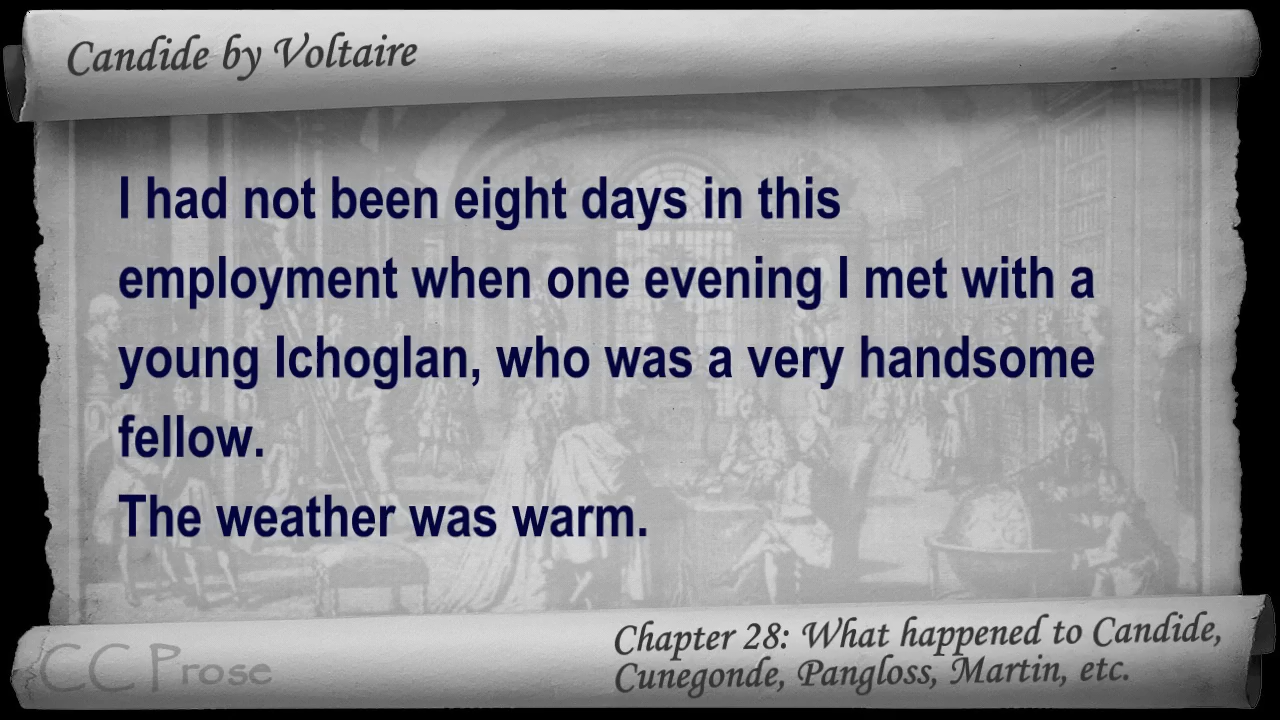 Candide by Voltaire
I had not been eight days in this
employment when one evening I met with a
young Ichoglan, who was a very handsome
fellow.
The weather was warm.
Chapter 28: What happened to Candide,
Cunegonde, Pangloss, Martin, etc.
CC Prose